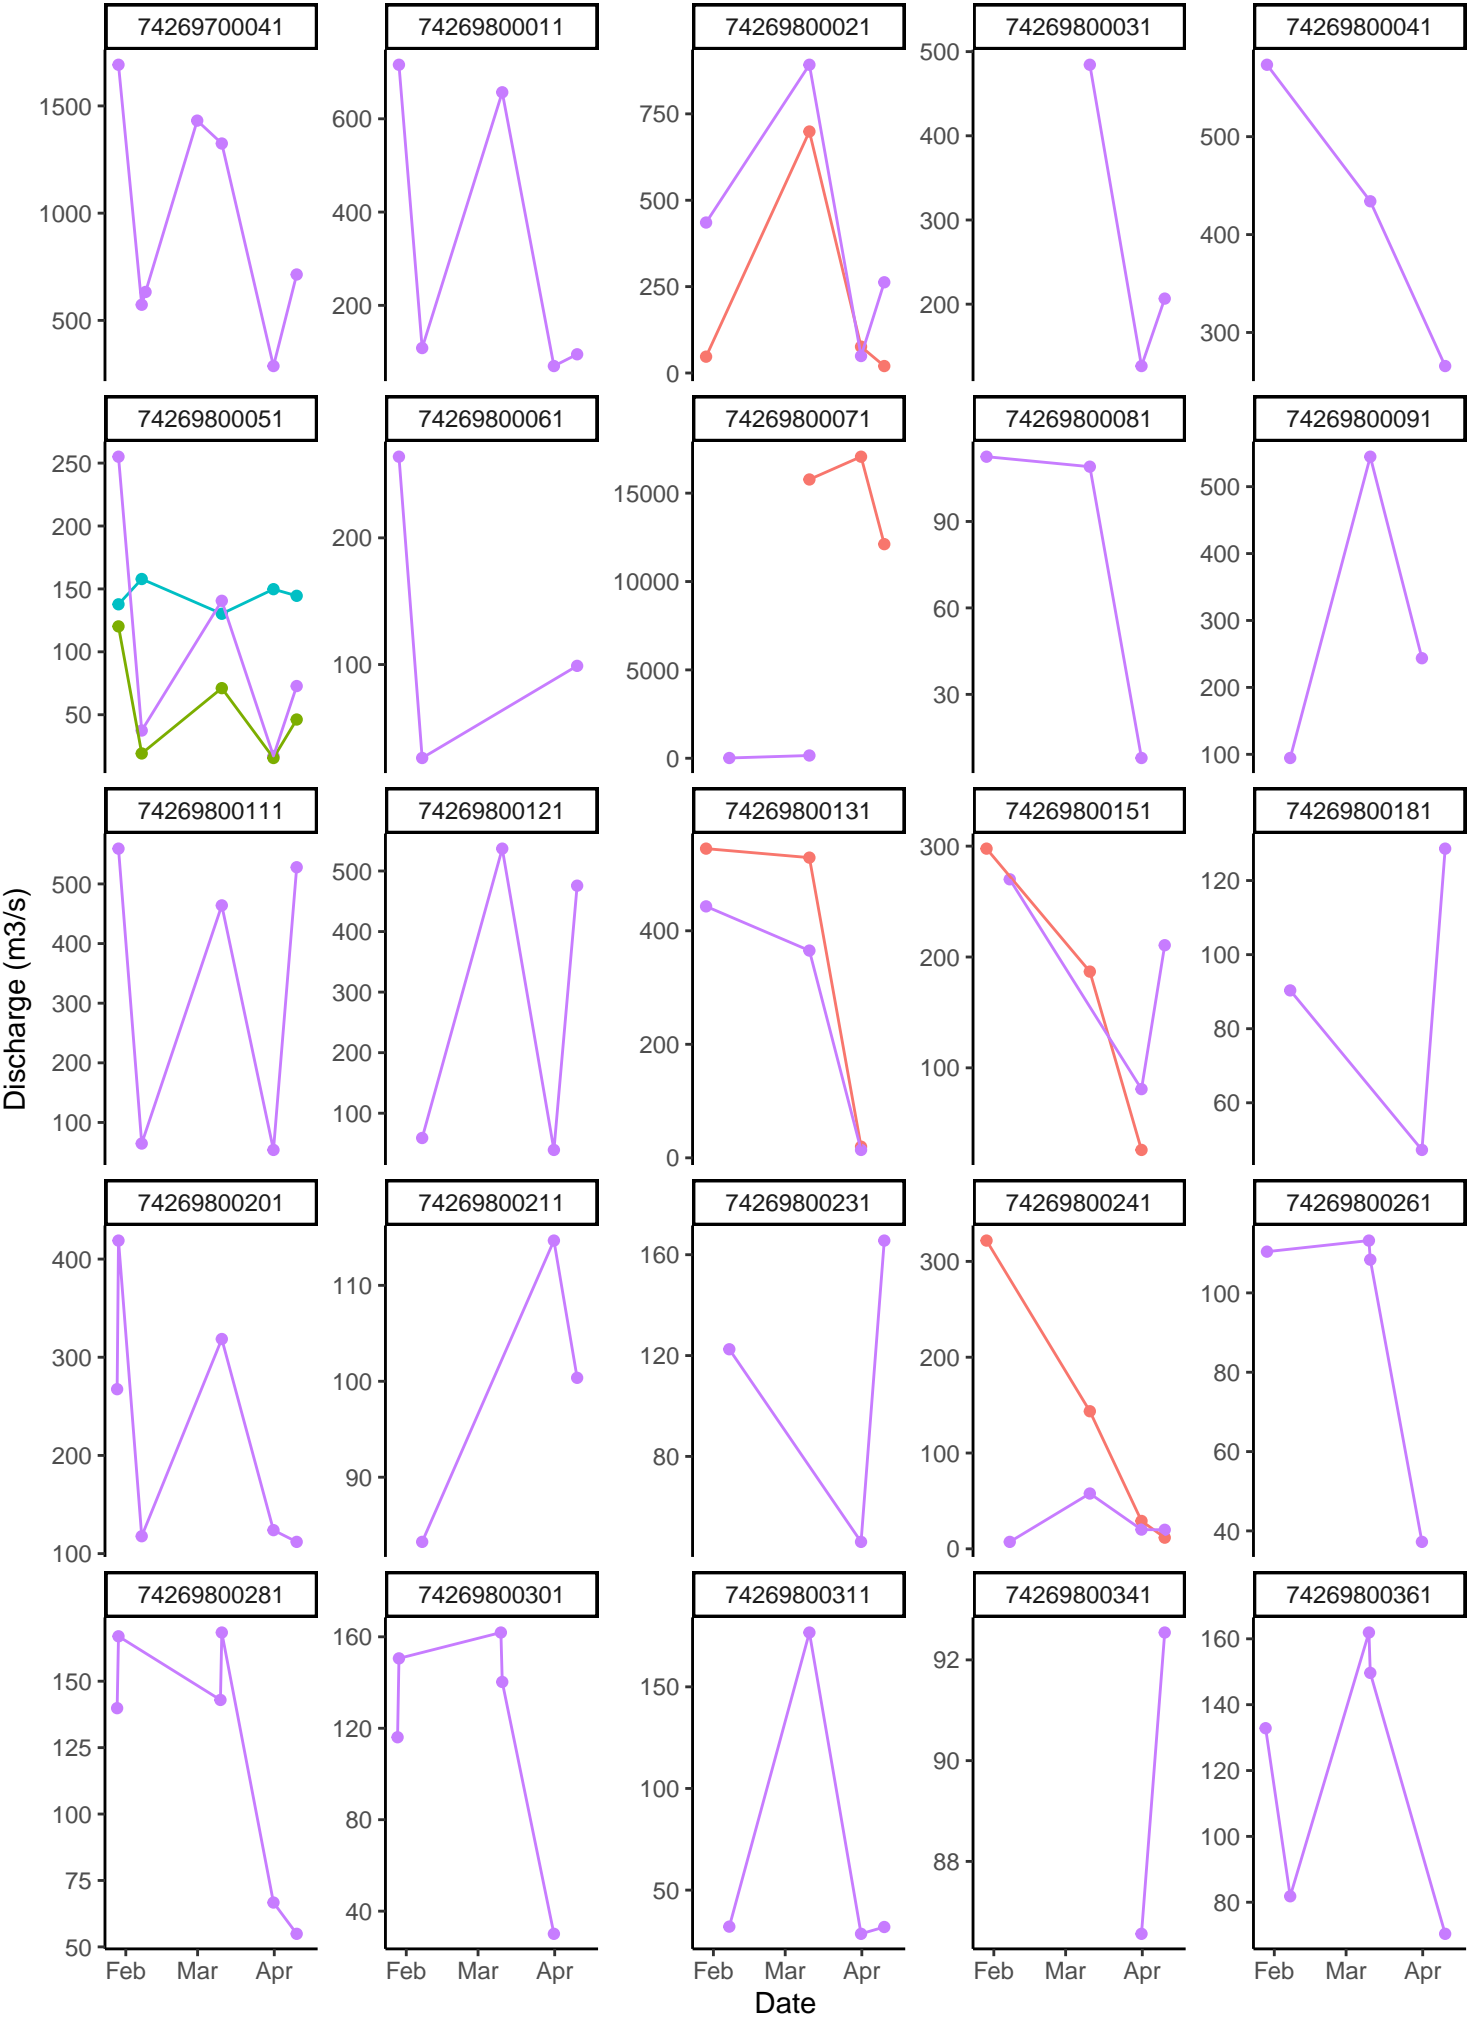 74269700041 74269800011 74269800021 74269800031 74269800041
1500 1000 500
600 400 200
750 500 250 0
500 400 300 200
500 400 300
74269800051 74269800061 74269800071 74269800081 74269800091
250 200 150 100 50
200 100
15000 10000 5000 0
90 60 30
500 400 300 200 100
74269800111 74269800121 74269800131 74269800151 74269800181
500 400 300 200 100
500 400 300 200 100
400 200 0
300 200 100
120 100 80 60
Discharge (m3/s)
74269800201 74269800211 74269800231 74269800241 74269800261
400 300 200 100
110 100 90
160 120 80
300 200 100 0
100 80 60 40
74269800281 74269800301 74269800311 74269800341 74269800361
150 125 100 75 50
160 120 80 40
150 100 50
92 90 88
160 140 120 100 80
Feb Mar Apr Feb Mar Apr Feb Mar Apr Feb Mar Apr Feb Mar Apr
Date